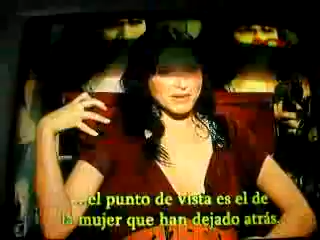 ...el punto de vista es el de
la mujer que han dejado atrás.